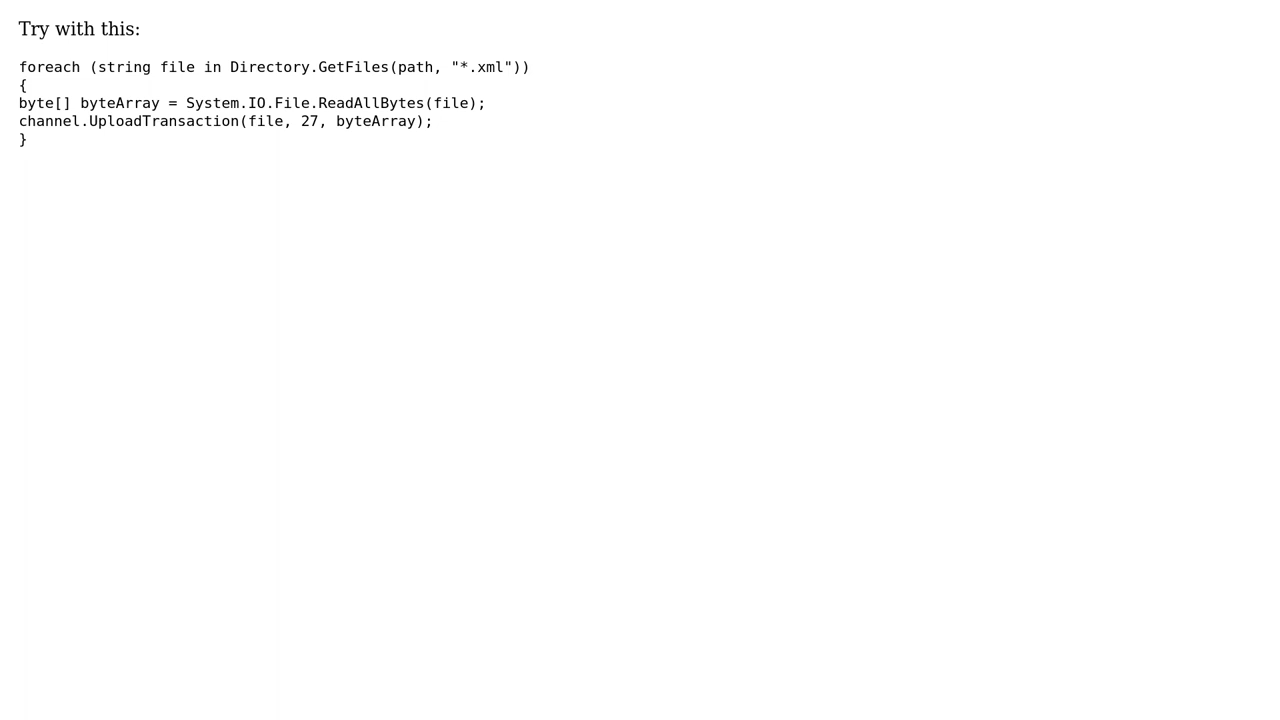 Try with this:
foreach (string file in Directory.GetFiles(path, "*.xml"))
{
byte[] byteArray = System.IO.File.ReadAllBytes(file);
channel.UploadTransaction(file, 27, byteArray);
}